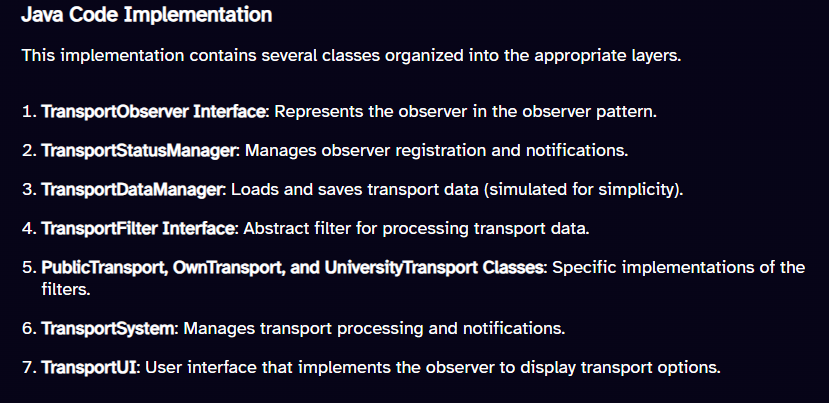 Java Code Implementation
This implementation contains several classes organized into the appropriate layers.
1. TransportObserver Interface: Represents the observer in the observer pattern.
2. TransportStatusManager: Manages observer registration and notifications.
3. TransportDataManager: Loads and saves transport data (simulated for simplicity).
4. TransportFilter Interface: Abstract filter for processing transport data.
5. PublicTransport, OwnTransport, and UniversityTransport Classes: Specific implementations of the
filters.
6. TransportSystem: Manages transport processing and notifications.
7. TransportUI: User interface that implements the observer to display transport options.